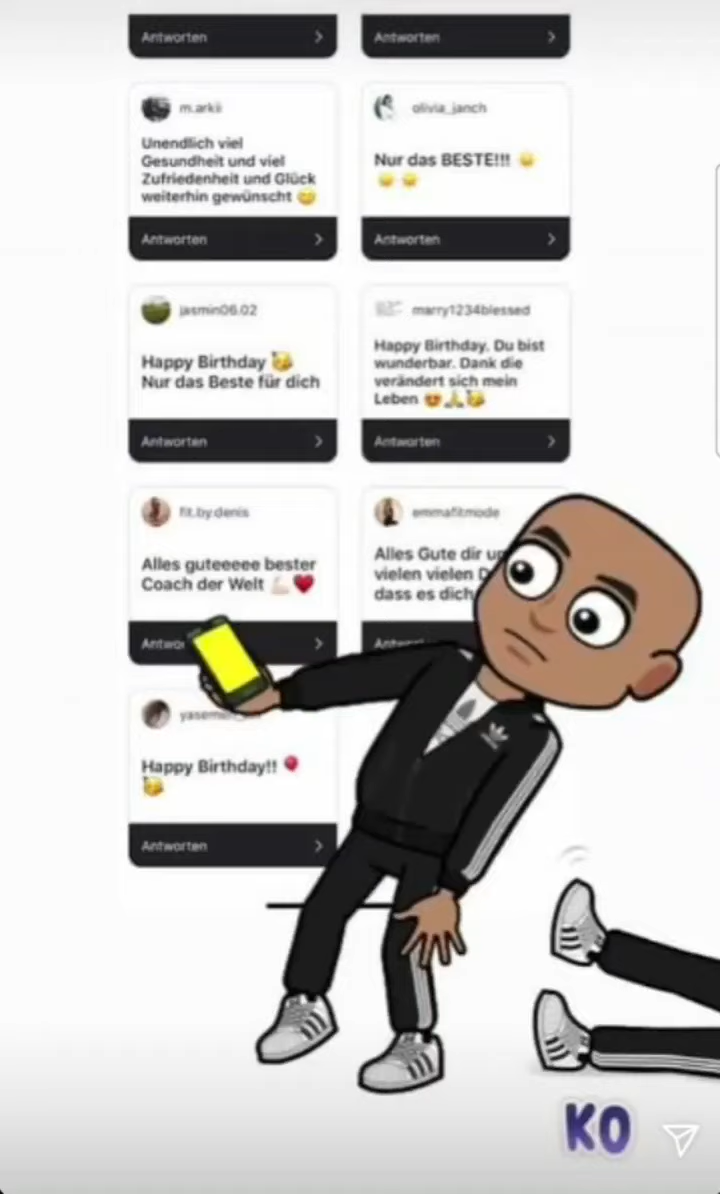 Antworten
Antworten
m.arkii
Unendlich viel
Gesundheit und viel
Zufriedenheit und Glück
weiterhin gewünscht 😋
Antworten
olivia_janch
Nur das BESTE!!!
Antworten
jasmin06.02
Happy Birthday 🥳
Nur das Beste für dich
Antworten
marry1234blessed
Happy Birthday. Du bist
wunderbar. Dank die
verändert sich mein
Leben 😍🙏🥳
Antworten
fit.by.denis
Alles guteeeee bester
Coach der Welt 💪🏻❤️
Antwo
emmafitmode
Alles Gute dir un
vielen vielen D
dass es dich
Antwor
Happy Birthday!! 🎈
🥳
Antworten
KO